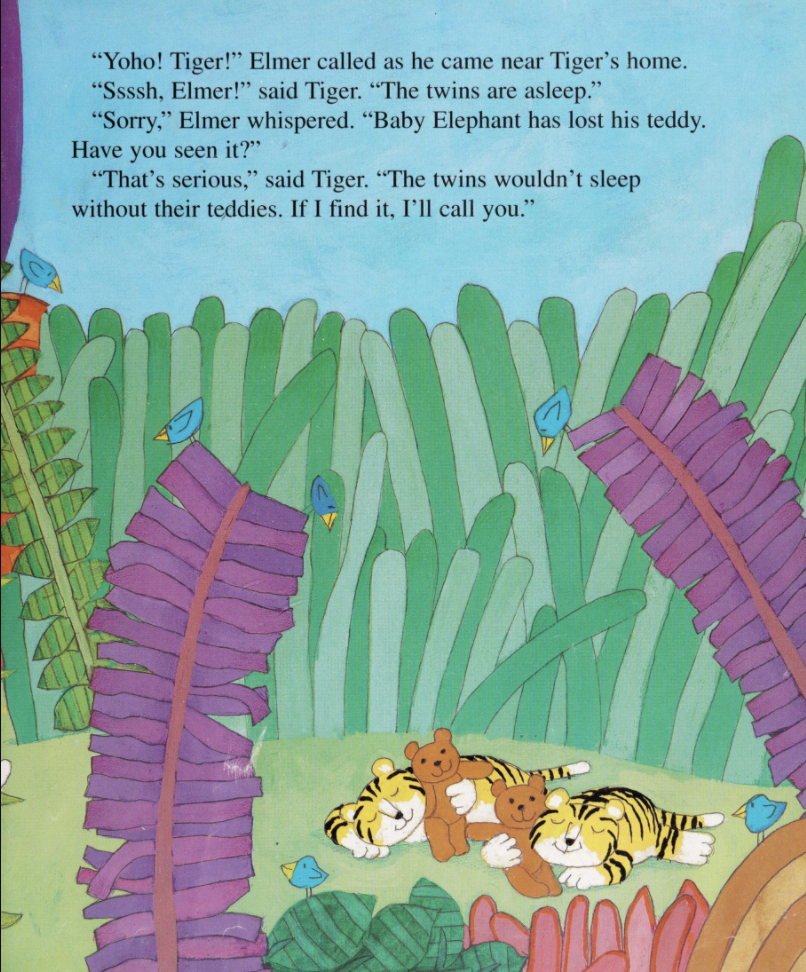 “Yoho! Tiger!” Elmer called as he came near Tiger’s home.
“Ssssh, Elmer!” said Tiger. “The twins are asleep.”
“Sorry,” Elmer whispered. “Baby Elephant has lost his teddy.
Have you seen it?”
“That’s serious,” said Tiger. “The twins wouldn’t sleep
without their teddies. If I find it, I’ll call you.”